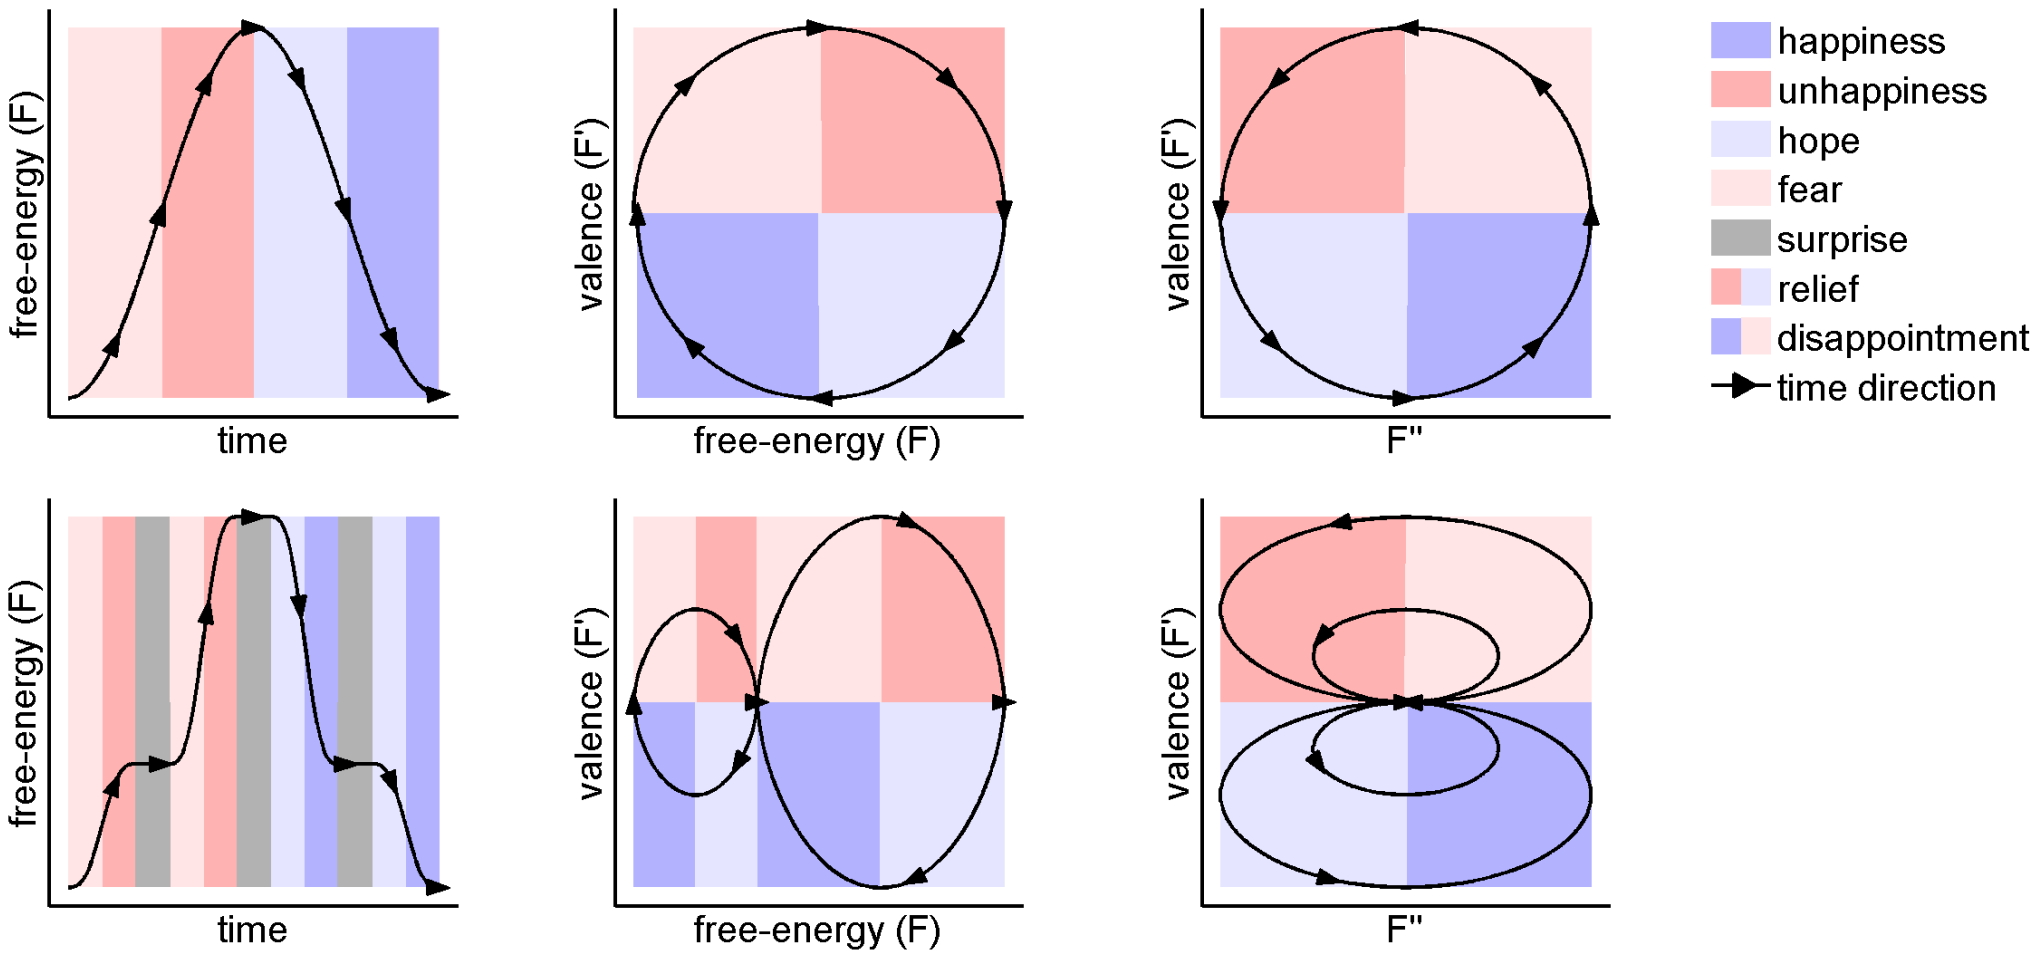 free-energy (F)
time
valence (F')
free-energy (F)
valence (F')
F"
happiness
unhappiness
hope
fear
surprise
relief
disappointment
time direction
free-energy (F)
time
valence (F')
free-energy (F)
valence (F')
F"